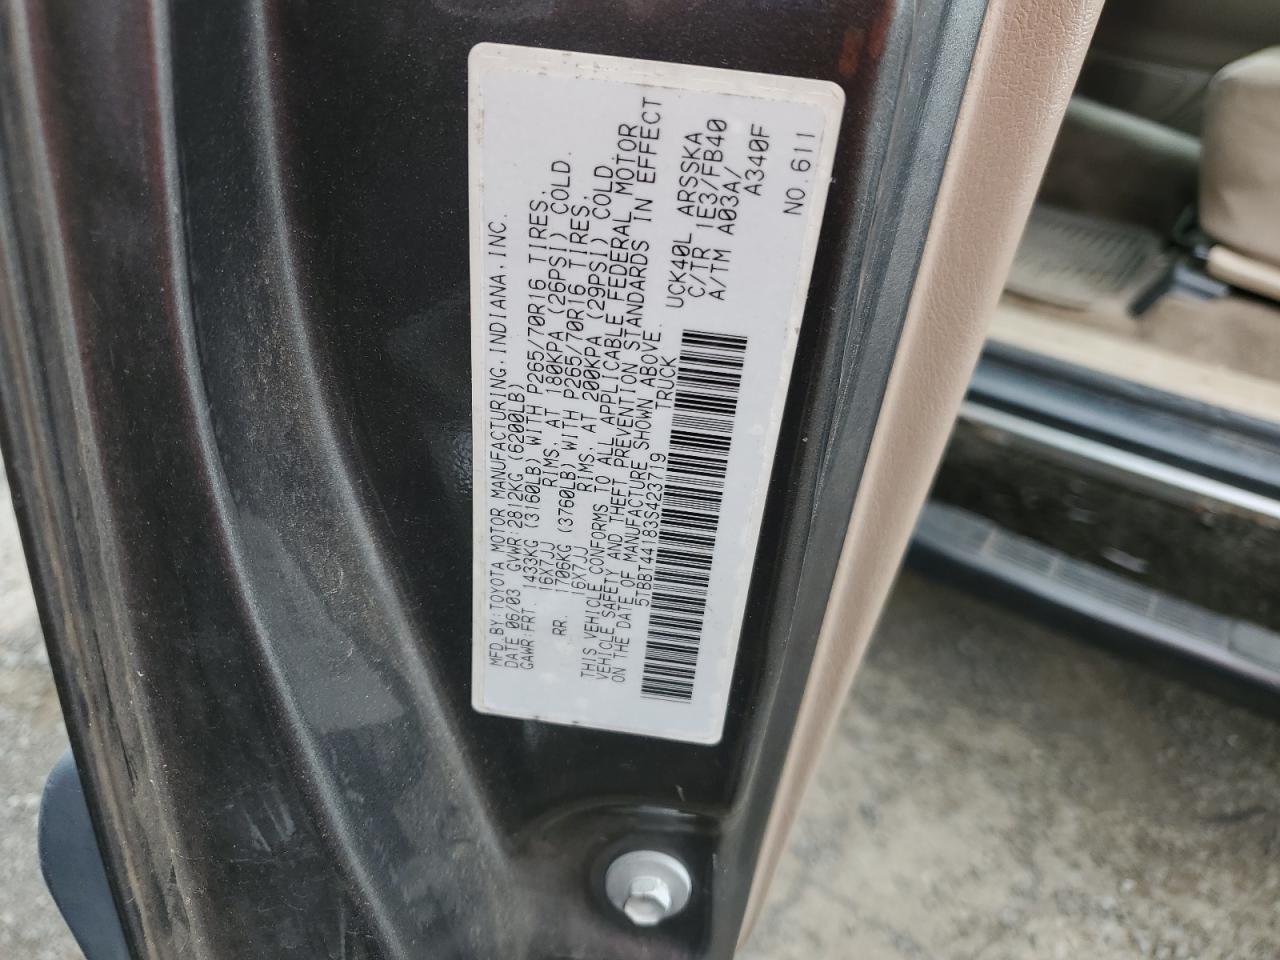 MFD.BY:TOYOTA MOTOR MANUFACTURING,INDIANA,INC.
DATE 06/03 GVWR:2812KG (6200LB)
GAWR:FRT. 1433KG (3160LB) WITH P265/70R16 TIRES,
16X7JJ RIMS, AT 180KPA (26PSI) COLD.
RR. 1706KG (3760LB) WITH P265/70R16 TIRES,
16X7JJ RIMS, AT 200KPA (29PSI) COLD.
THIS VEHICLE CONFORMS TO ALL APPLICABLE FEDERAL MOTOR
VEHICLE SAFETY AND THEFT PREVENTION STANDARDS IN EFFECT
ON THE DATE OF MANUFACTURE SHOWN ABOVE.
5TBBT44183S423719 TRUCK
UCK40L ARSSKA
C/TR 1E3/FB40
A/TM A03A/
A340F
NO.611